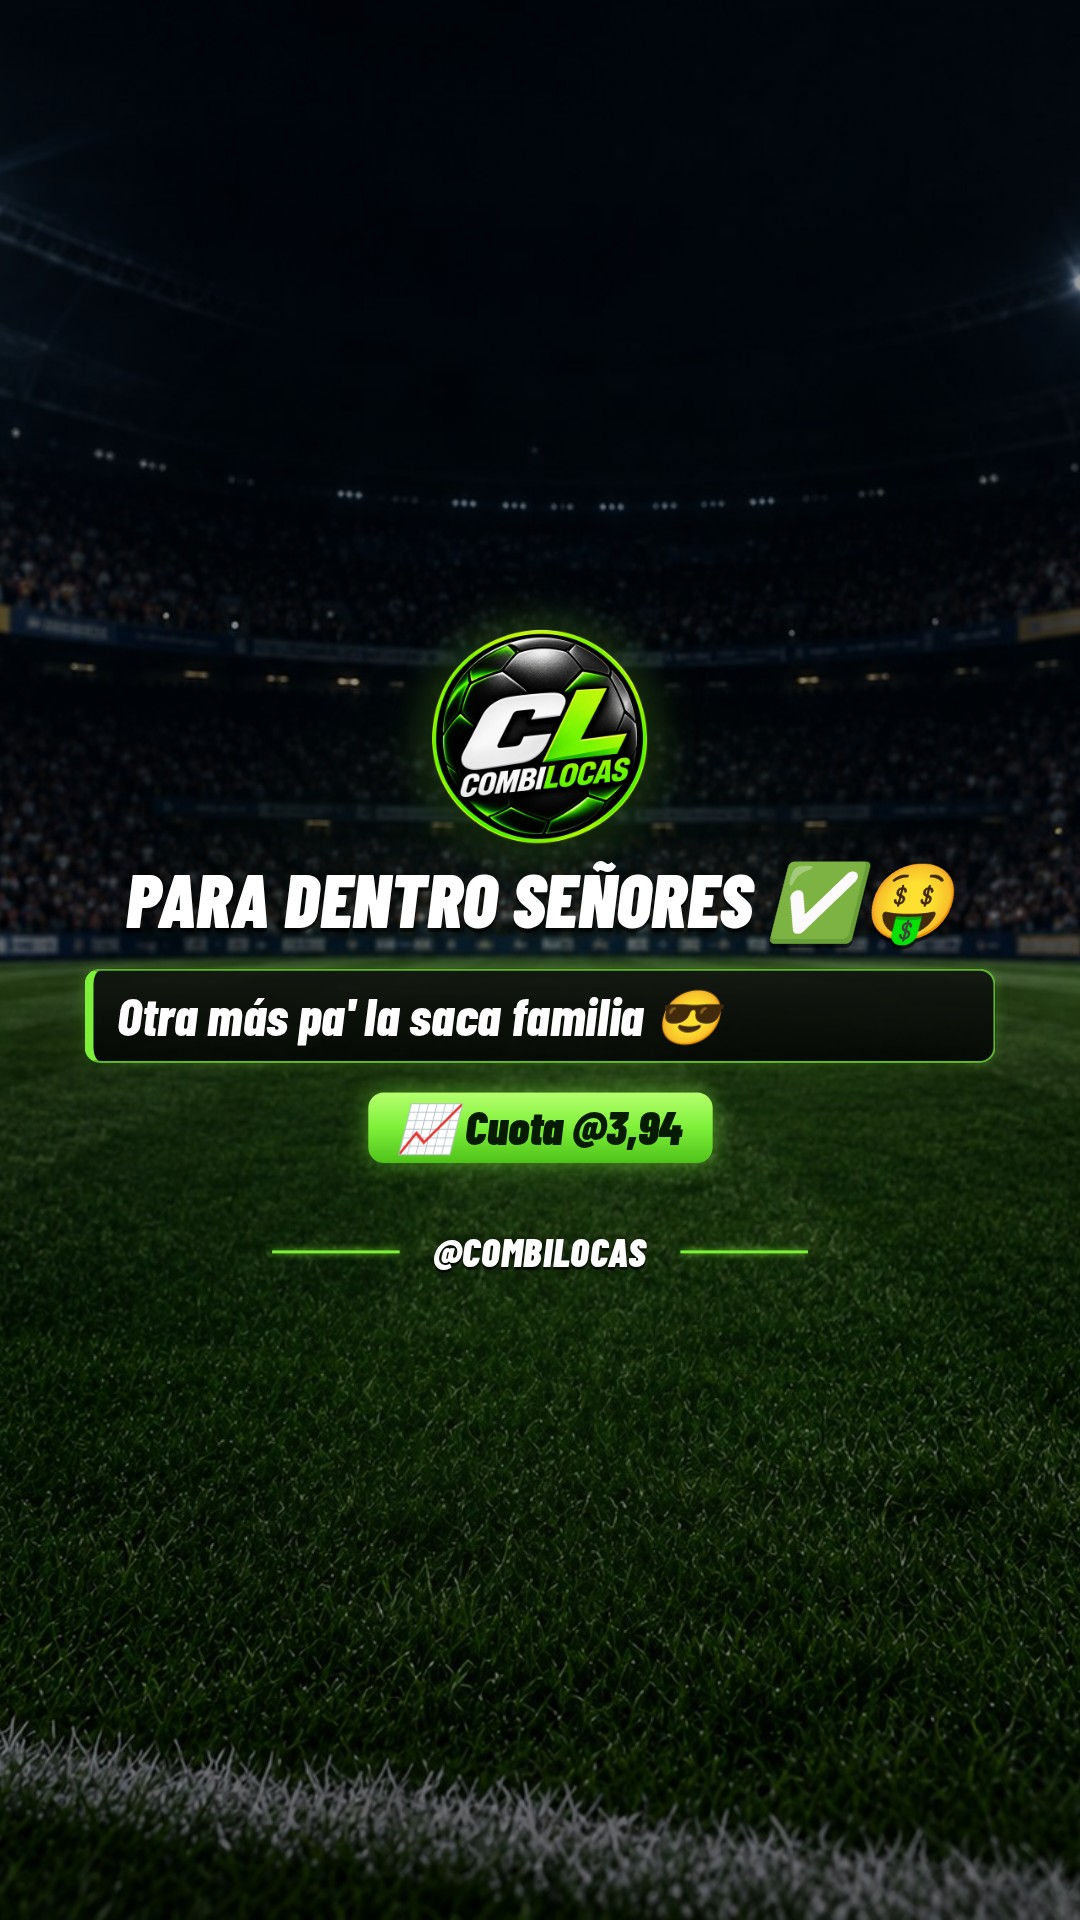 CL
COMBILOCAS
PARA DENTRO SEÑORES ✅🤑
Otra más pa' la saca familia 😎
📈 Cuota @3,94
@COMBILOCAS